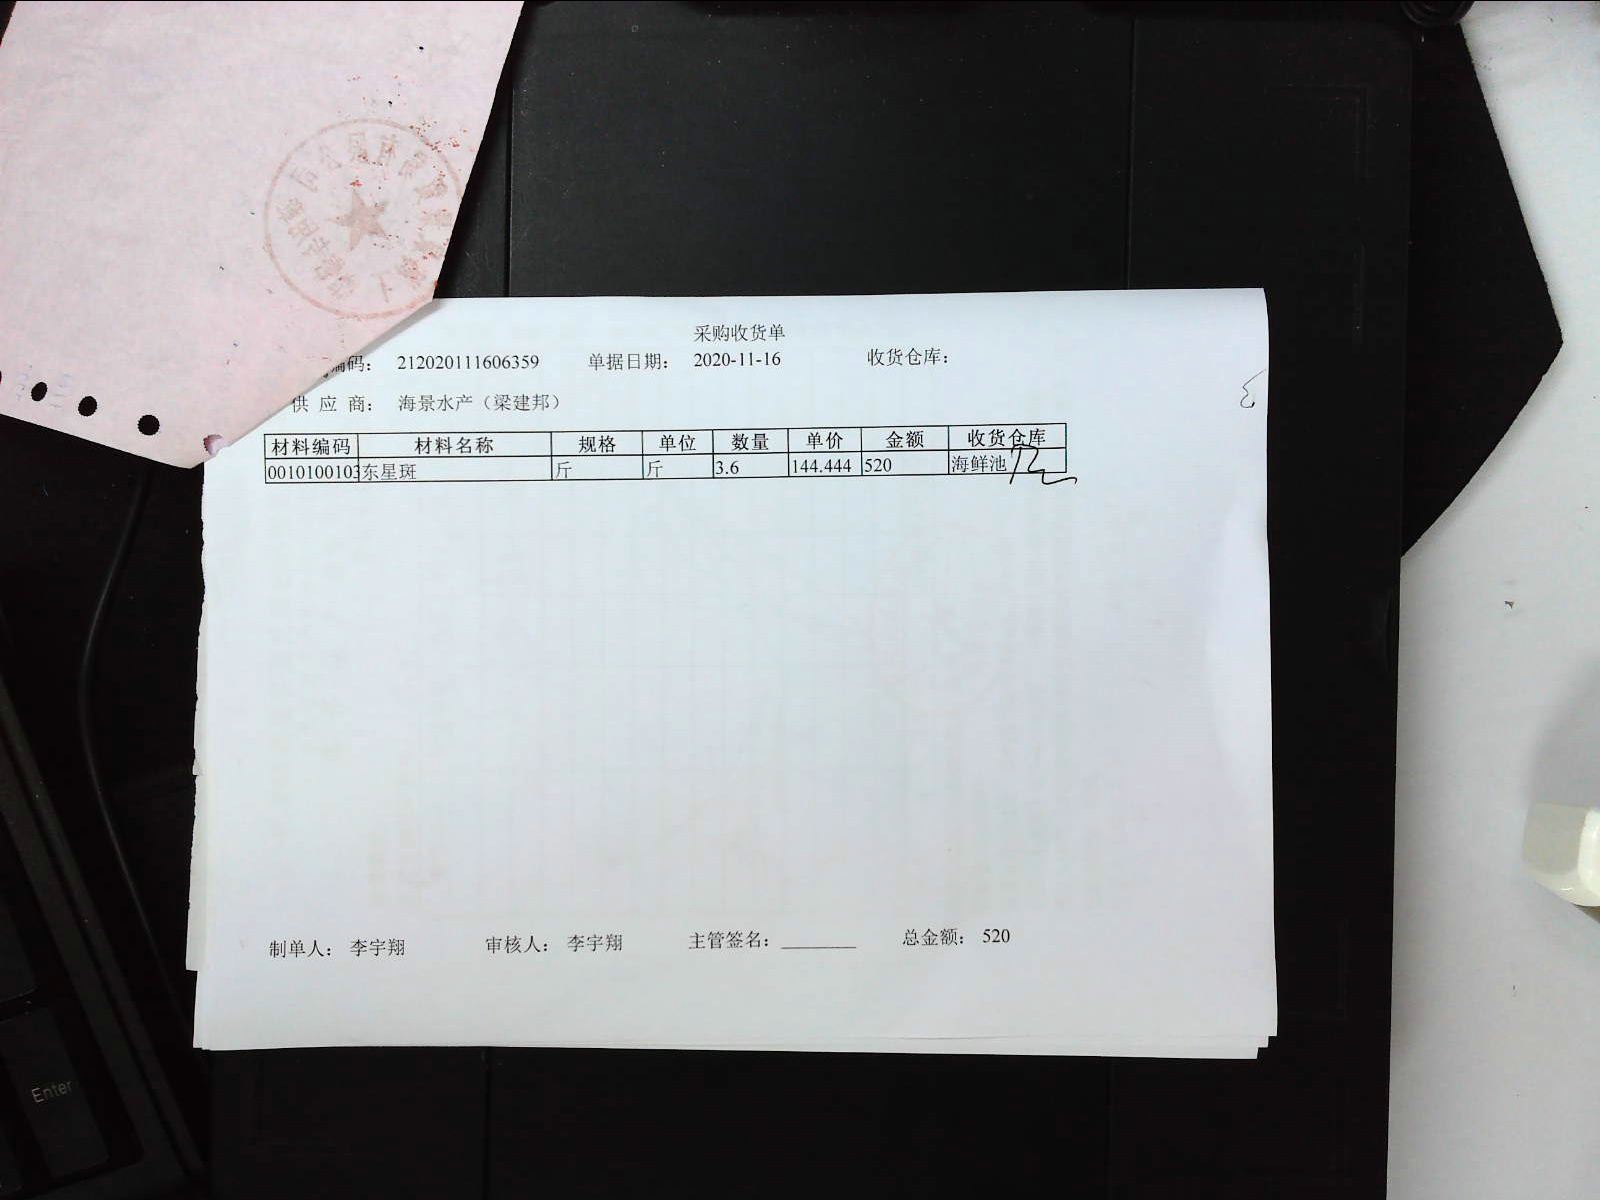 采购收货单
编码： 212020111606359 单据日期： 2020-11-16 收货仓库：
供 应 商： 海景水产（梁建邦）
材料编码 材料名称 规格 单位 数量 单价 金额 收货仓库
0010100103 东星斑 斤 斤 3.6 144.444 520 海鲜池
制单人： 李宇翔 审核人： 李宇翔 主管签名： 总金额： 520
Enter